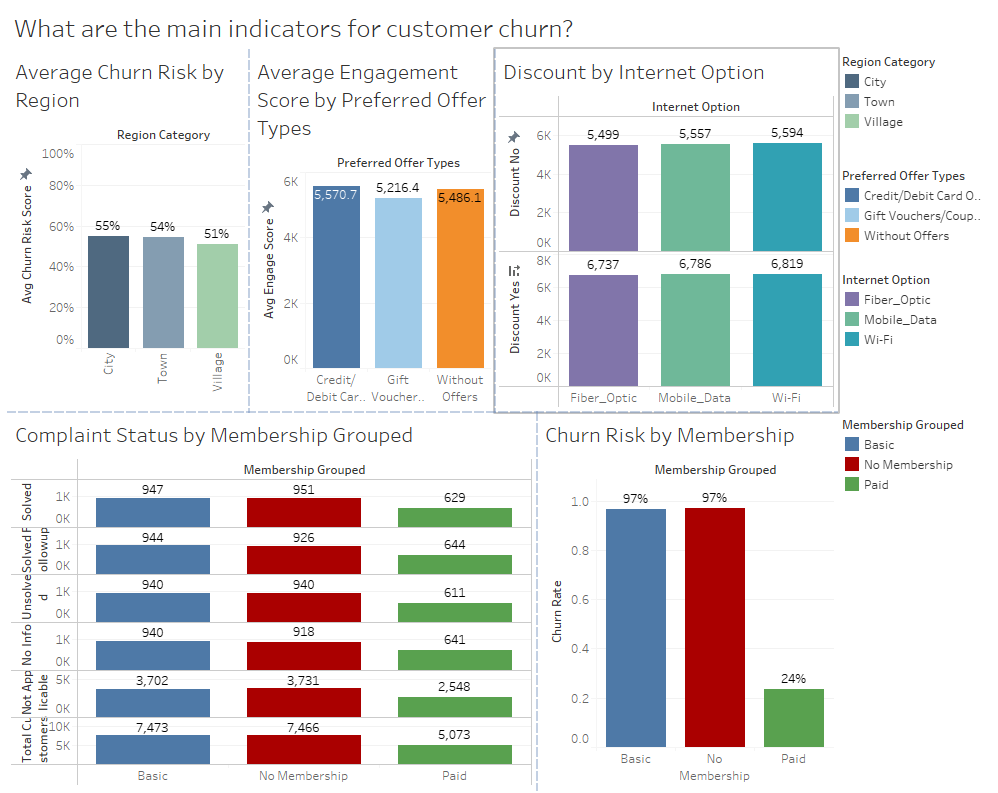 What are the main indicators for customer churn?
Average Churn Risk by
Region
Region Category
100%
80%
60%
40%
20%
0%
Avg Churn Risk Score
55%
54%
51%
City
Town
Village
Average Engagement
Score by Preferred Offer
Types
Preferred Offer Types
6K
4K
2K
0K
Avg Engage Score
5,570.7
5,216.4
5,486.1
Credit/
Debit Car..
Gift
Voucher..
Without
Offers
Discount by Internet Option
Internet Option
Discount No
6K
4K
2K
0K
5,499
5,557
5,594
Discount Yes
8K
6K
4K
2K
0K
6,737
6,786
6,819
Fiber_Optic
Mobile_Data
Wi-Fi
Region Category
City
Town
Village
Preferred Offer Types
Credit/Debit Card O..
Gift Vouchers/Coup..
Without Offers
Internet Option
Fiber_Optic
Mobile_Data
Wi-Fi
Complaint Status by Membership Grouped
Membership Grouped
Solved
1K
0K
947
951
629
Solved F
ollowup
1K
0K
944
926
644
Unsolve
d
1K
0K
940
940
611
No Info
1K
0K
940
918
641
Not App
licable
5K
0K
3,702
3,731
2,548
Total Cu
stomers
10K
5K
7,473
7,466
5,073
Basic
No Membership
Paid
Churn Risk by Membership
Membership Grouped
Churn Rate
1.0
0.8
0.6
0.4
0.2
0.0
97%
97%
24%
Basic
No
Membership
Paid
Membership Grouped
Basic
No Membership
Paid